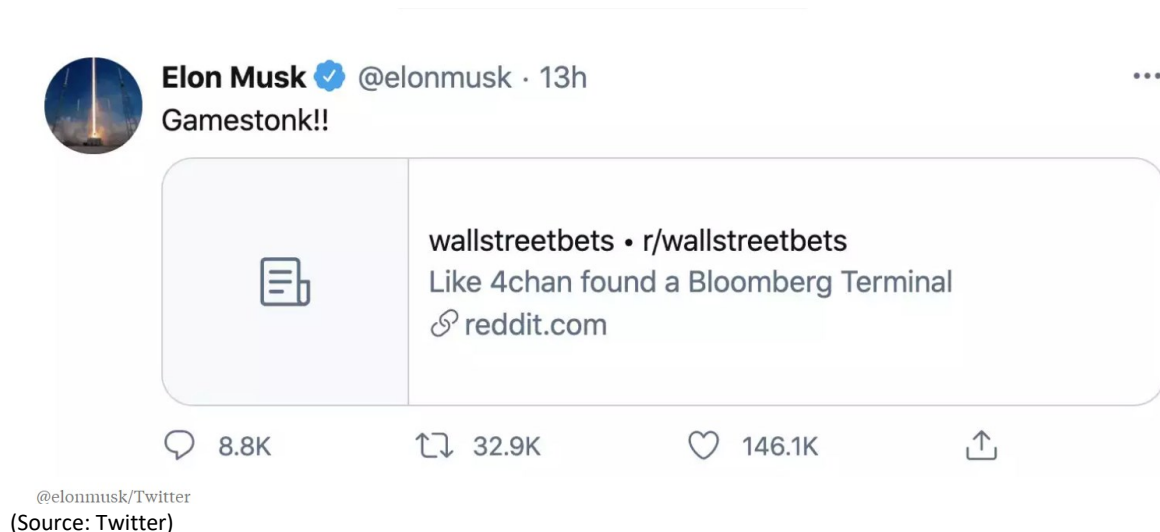 Elon Musk @elonmusk · 13h
Gamestonk!!
wallstreetbets • r/wallstreetbets
Like 4chan found a Bloomberg Terminal
reddit.com
8.8K 32.9K 146.1K
@elonmusk/Twitter
(Source: Twitter)